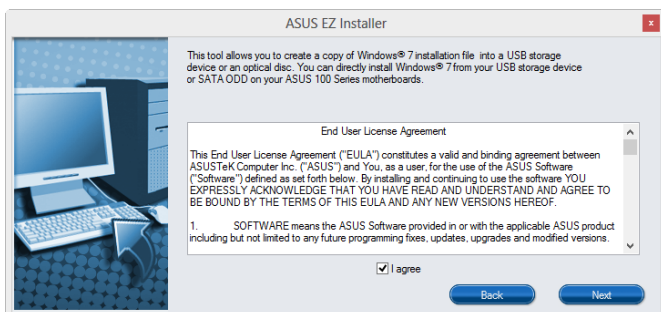 ASUS EZ Installer
x
This tool allows you to create a copy of Windows® 7 installation file into a USB storage
device or an optical disc. You can directly install Windows® 7 from your USB storage device
or SATA ODD on your ASUS 100 Series motherboards.
End User License Agreement
This End User License Agreement ("EULA") constitutes a valid and binding agreement between
ASUSTeK Computer Inc. ("ASUS") and You, as a user, for the use of the ASUS Software
("Software") defined as set forth below. By installing and continuing to use the software YOU
EXPRESSLY ACKNOWLEDGE THAT YOU HAVE READ AND UNDERSTAND AND AGREE TO
BE BOUND BY THE TERMS OF THIS EULA AND ANY NEW VERSIONS HEREOF.
1. SOFTWARE means the ASUS Software provided in or with the applicable ASUS product
including but not limited to any future programming fixes, updates, upgrades and modified versions.
I agree
Back Next